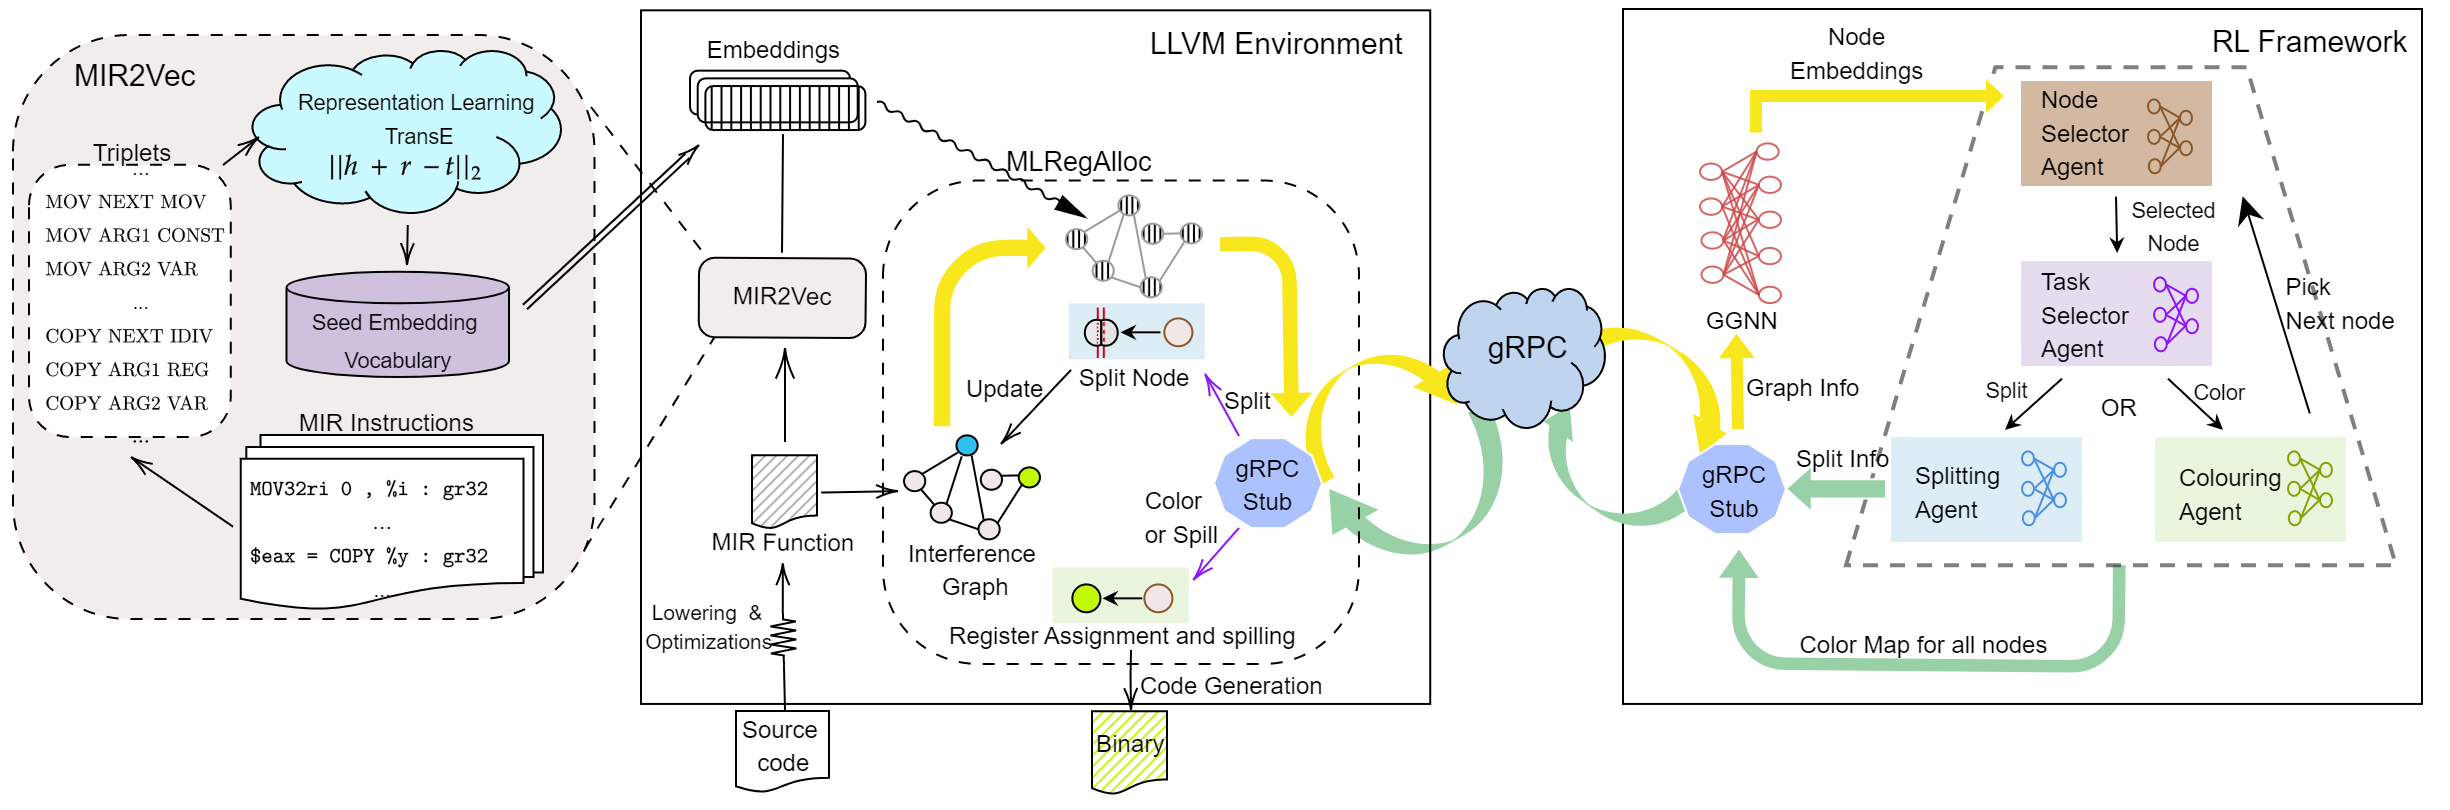 MIR2Vec
Representation Learning
TransE
||h + r − t||₂
Triplets
...
MOV NEXT MOV
MOV ARG1 CONST
MOV ARG2 VAR
...
COPY NEXT IDIV
COPY ARG1 REG
COPY ARG2 VAR
...
Seed Embedding
Vocabulary
MIR Instructions
MOV32ri 0 , %i : gr32
...
$eax = COPY %y : gr32
...
LLVM Environment
Embeddings
MLRegAlloc
MIR2Vec
Split Node
Update
Split
gRPC
Stub
Color
or Spill
MIR Function
Interference
Graph
Lowering &
Optimizations
Register Assignment and spilling
Code Generation
Source
code
Binary
gRPC
RL Framework
Node
Embeddings
GGNN
Graph Info
gRPC
Stub
Split Info
Node
Selector
Agent
Selected
Node
Task
Selector
Agent
Pick
Next node
Split
OR
Color
Splitting
Agent
Colouring
Agent
Color Map for all nodes